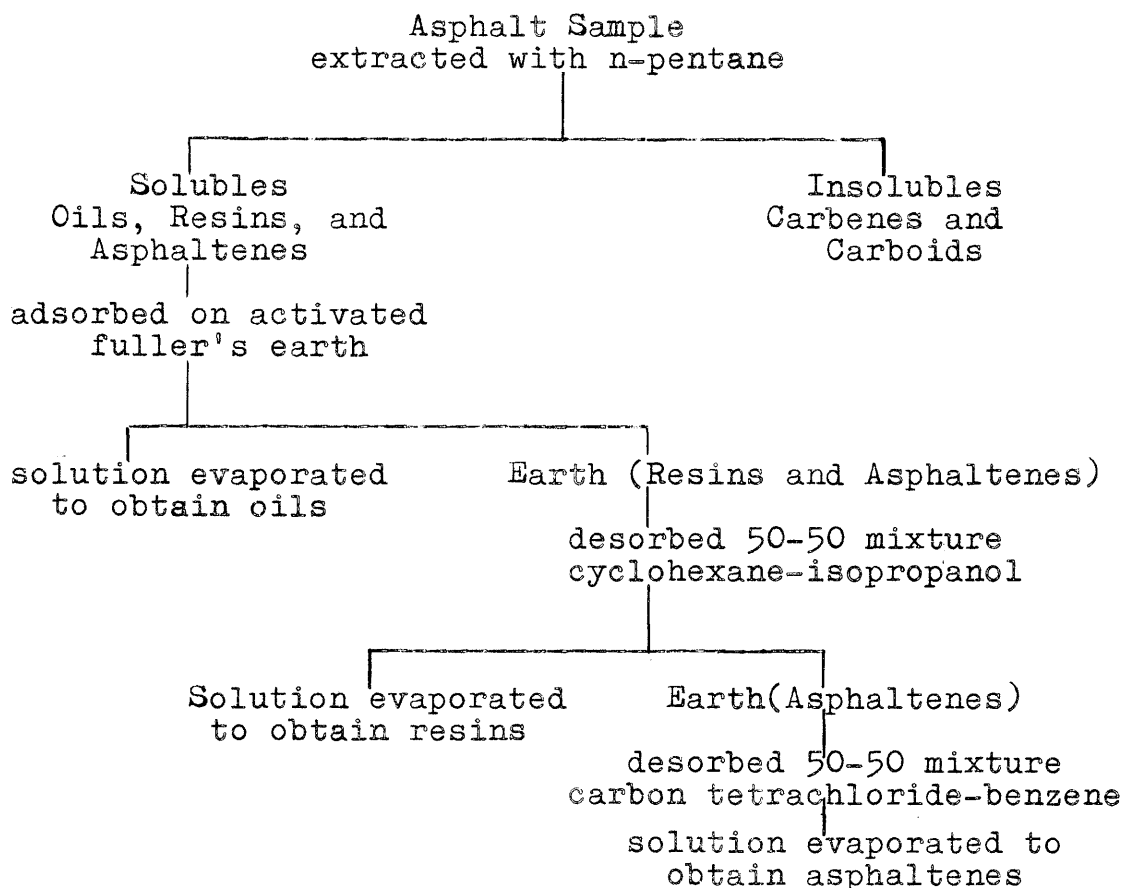 Asphalt Sample
extracted with n-pentane
Solubles
Oils, Resins, and
Asphaltenes
Insolubles
Carbenes and
Carboids
adsorbed on activated
fuller's earth
solution evaporated
to obtain oils
Earth (Resins and Asphaltenes)
desorbed 50-50 mixture
cyclohexane-isopropanol
Solution evaporated
to obtain resins
Earth(Asphaltenes)
desorbed 50-50 mixture
carbon tetrachloride-benzene
solution evaporated to
obtain asphaltenes